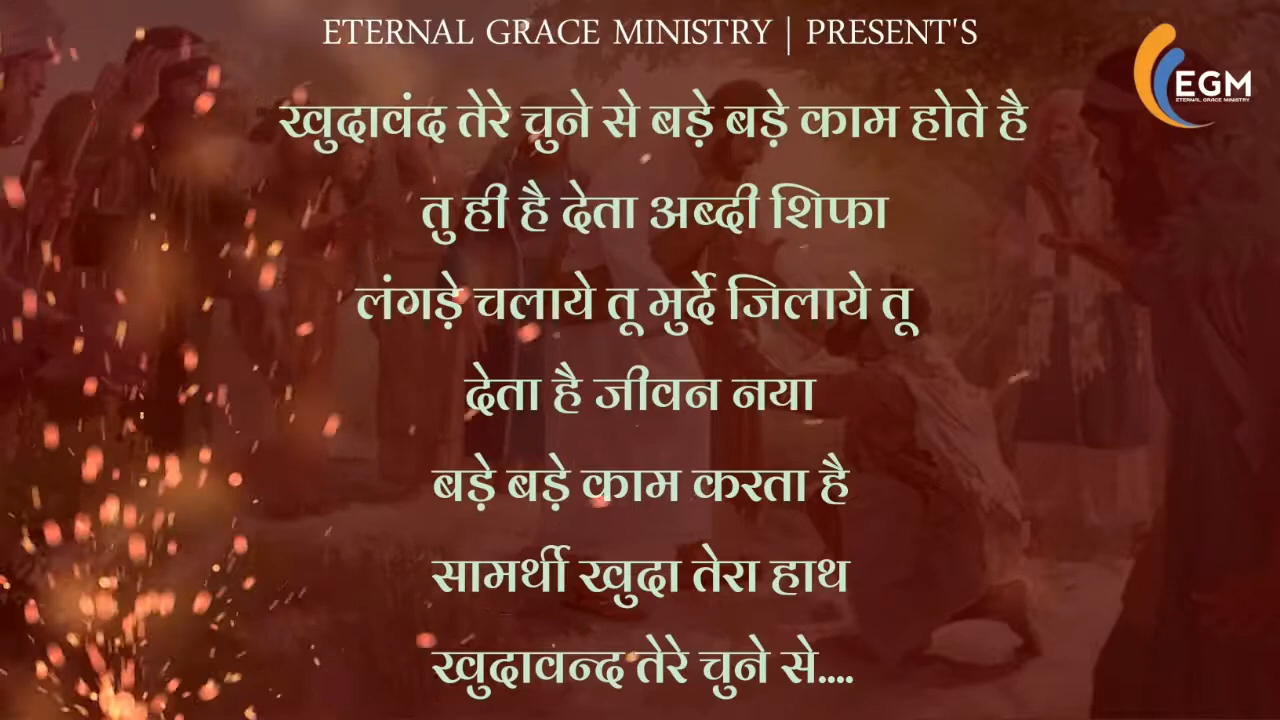 ETERNAL GRACE MINISTRY | PRESENT'S
EGM
ETERNAL GRACE MINISTRY
खुदावंद तेरे चुने से बड़े बड़े काम होते है
तु ही है देता अब्दी शिफा
लंगड़े चलाये तू मुर्दे जिलाये तू
देता है जीवन नया
बड़े बड़े काम करता है
सामर्थी खुदा तेरा हाथ
खुदावन्द तेरे चुने से....